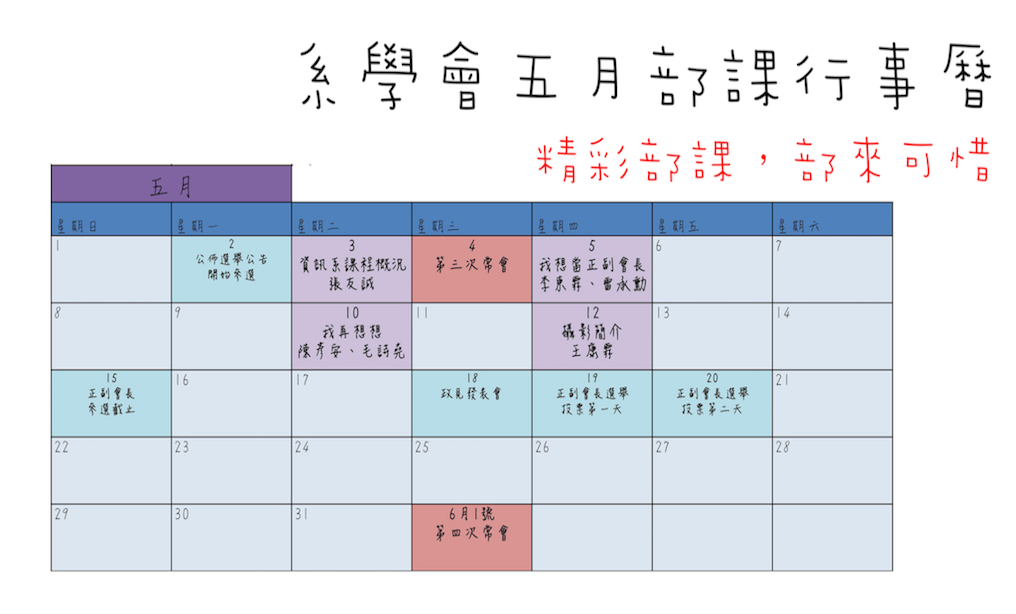 系學會五月部課行事曆
精彩部課，部來可惜
五月
星期日 星期一 星期二 星期三 星期四 星期五 星期六
1
2
公佈選舉公告
開始參選
3
資訊系課程概況
張友誠
4
第三次常會
5
我想當正副會長
李東霖、雷承勳
6
7
8
9
10
我再想想
陳彥安、毛詩堯
11
12
攝影簡介
王廣霖
13
14
15
正副會長
參選截止
16
17
18
政見發表會
19
正副會長選舉
投票第一天
20
正副會長選舉
投票第二天
21
22
23
24
25
26
27
28
29
30
31
6月1號
第四次常會